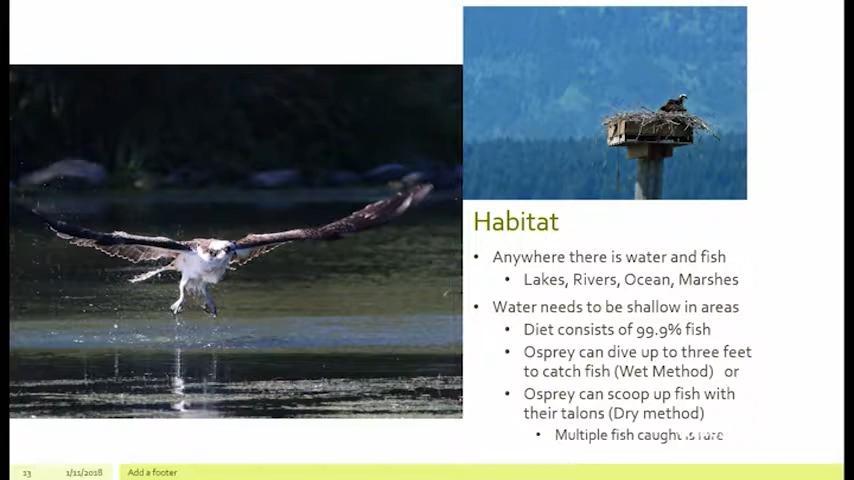 Habitat
• Anywhere there is water and fish
• Lakes, Rivers, Ocean, Marshes
• Water needs to be shallow in areas
• Diet consists of 99.9% fish
• Osprey can dive up to three feet
to catch fish (Wet Method) or
• Osprey can scoop up fish with
their talons (Dry method)
• Multiple fish caught is rare
13 1/11/2018 Add a footer